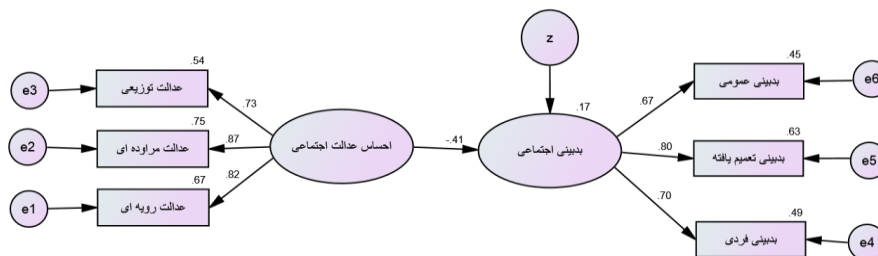 z
.54
e3
عدالت توزیعی
.73
.75
e2
عدالت مراوده ای
.87
.67
e1
عدالت رویه ای
.82
احساس عدالت اجتماعی
-.41
.17
بدبینی اجتماعی
.45
.67
بدبینی عمومی
e6
.63
.80
بدبینی تعمیم یافته
e5
.70
.49
بدبینی فردی
e4